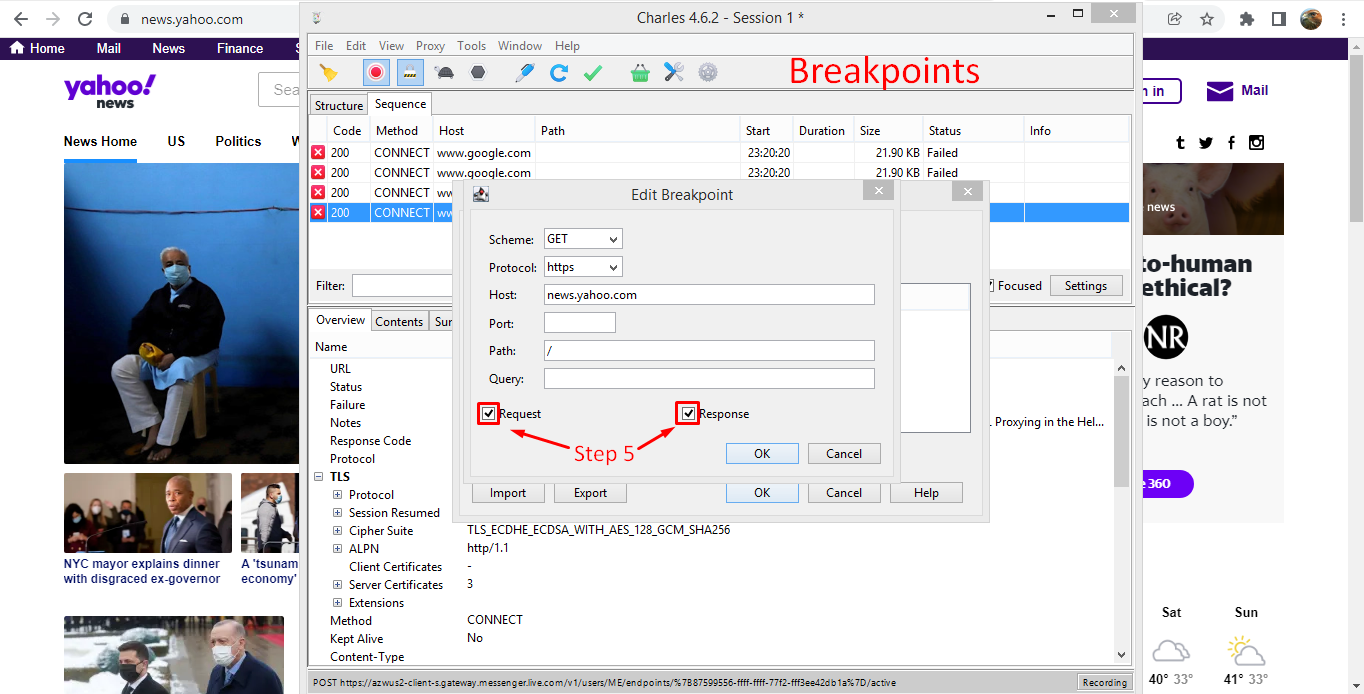 news.yahoo.com
Charles 4.6.2 - Session 1 *
Home Mail News Finance
File Edit View Proxy Tools Window Help
Breakpoints
yahoo!
news
Sea
n in
Mail
Structure Sequence
Code Method Host Path Start Duration Size Status Info
News Home US Politics W
200 CONNECT www.google.com 23:20:20 21.90 KB Failed
200 CONNECT www.google.com 23:20:20 21.90 KB Failed
200 CONNECT ww
200 CONNECT ww
Edit Breakpoint
news
Scheme: GET
Protocol: https
Host: news.yahoo.com
Port:
Path: /
Query:
Request Response
Step 5
OK Cancel
Import Export OK Cancel Help
Filter: Focused Settings
to-human
ethical?
NR
y reason to
ach ... A rat is not
is not a boy.”
e 360
Overview Contents Sur
Name
URL
Status
Failure
Notes Proxying in the Hel...
Response Code
Protocol
TLS
Protocol
Session Resumed
Cipher Suite TLS_ECDHE_ECDSA_WITH_AES_128_GCM_SHA256
ALPN http/1.1
Client Certificates -
Server Certificates 3
Extensions
Method CONNECT
Kept Alive No
Content-Type
NYC mayor explains dinner
with disgraced ex-governor
A 'tsunam
economy'
Sat Sun
40° 33° 41° 33°
POST https://azwus2-client-s.gateway.messenger.live.com/v1/users/ME/endpoints/%7B87599556-ffff-ffff-77f2-fff3ee42db1a%7D/active
Recording